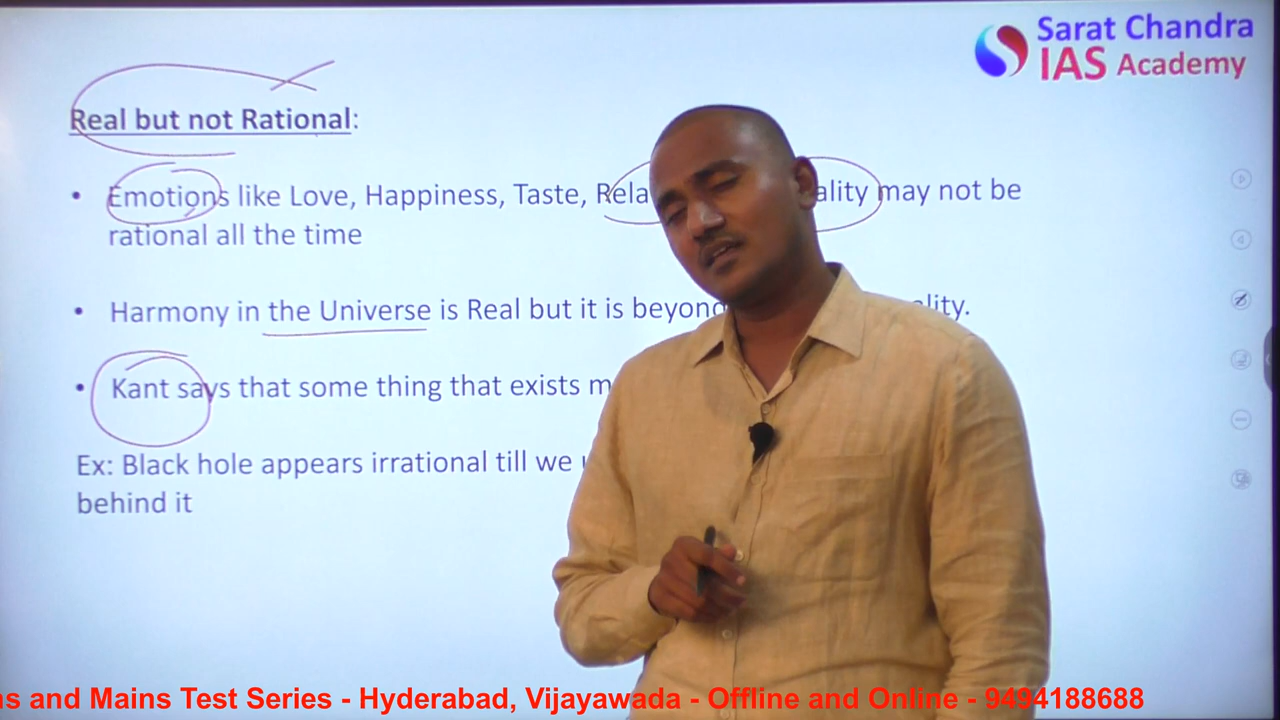 Sarat Chandra
IAS Academy
Real but not Rational:
• Emotions like Love, Happiness, Taste, Rela ality may not be
rational all the time
• Harmony in the Universe is Real but it is beyond lity.
• Kant says that some thing that exists m
Ex: Black hole appears irrational till we
behind it
ns and Mains Test Series - Hyderabad, Vijayawada - Offline and Online - 9494188688